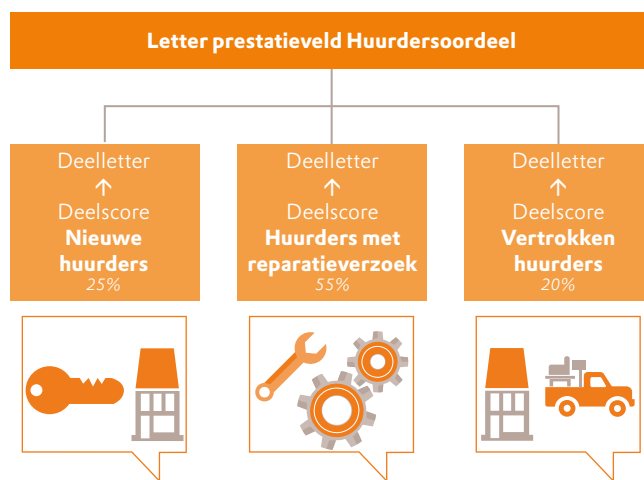 Letter prestatieveld Huurdersoordeel
Deelletter
↑
Deelscore
Nieuwe
huurders
25%
Deelletter
↑
Deelscore
Huurders met
reparatieverzoek
55%
Deelletter
↑
Deelscore
Vertrokken
huurders
20%